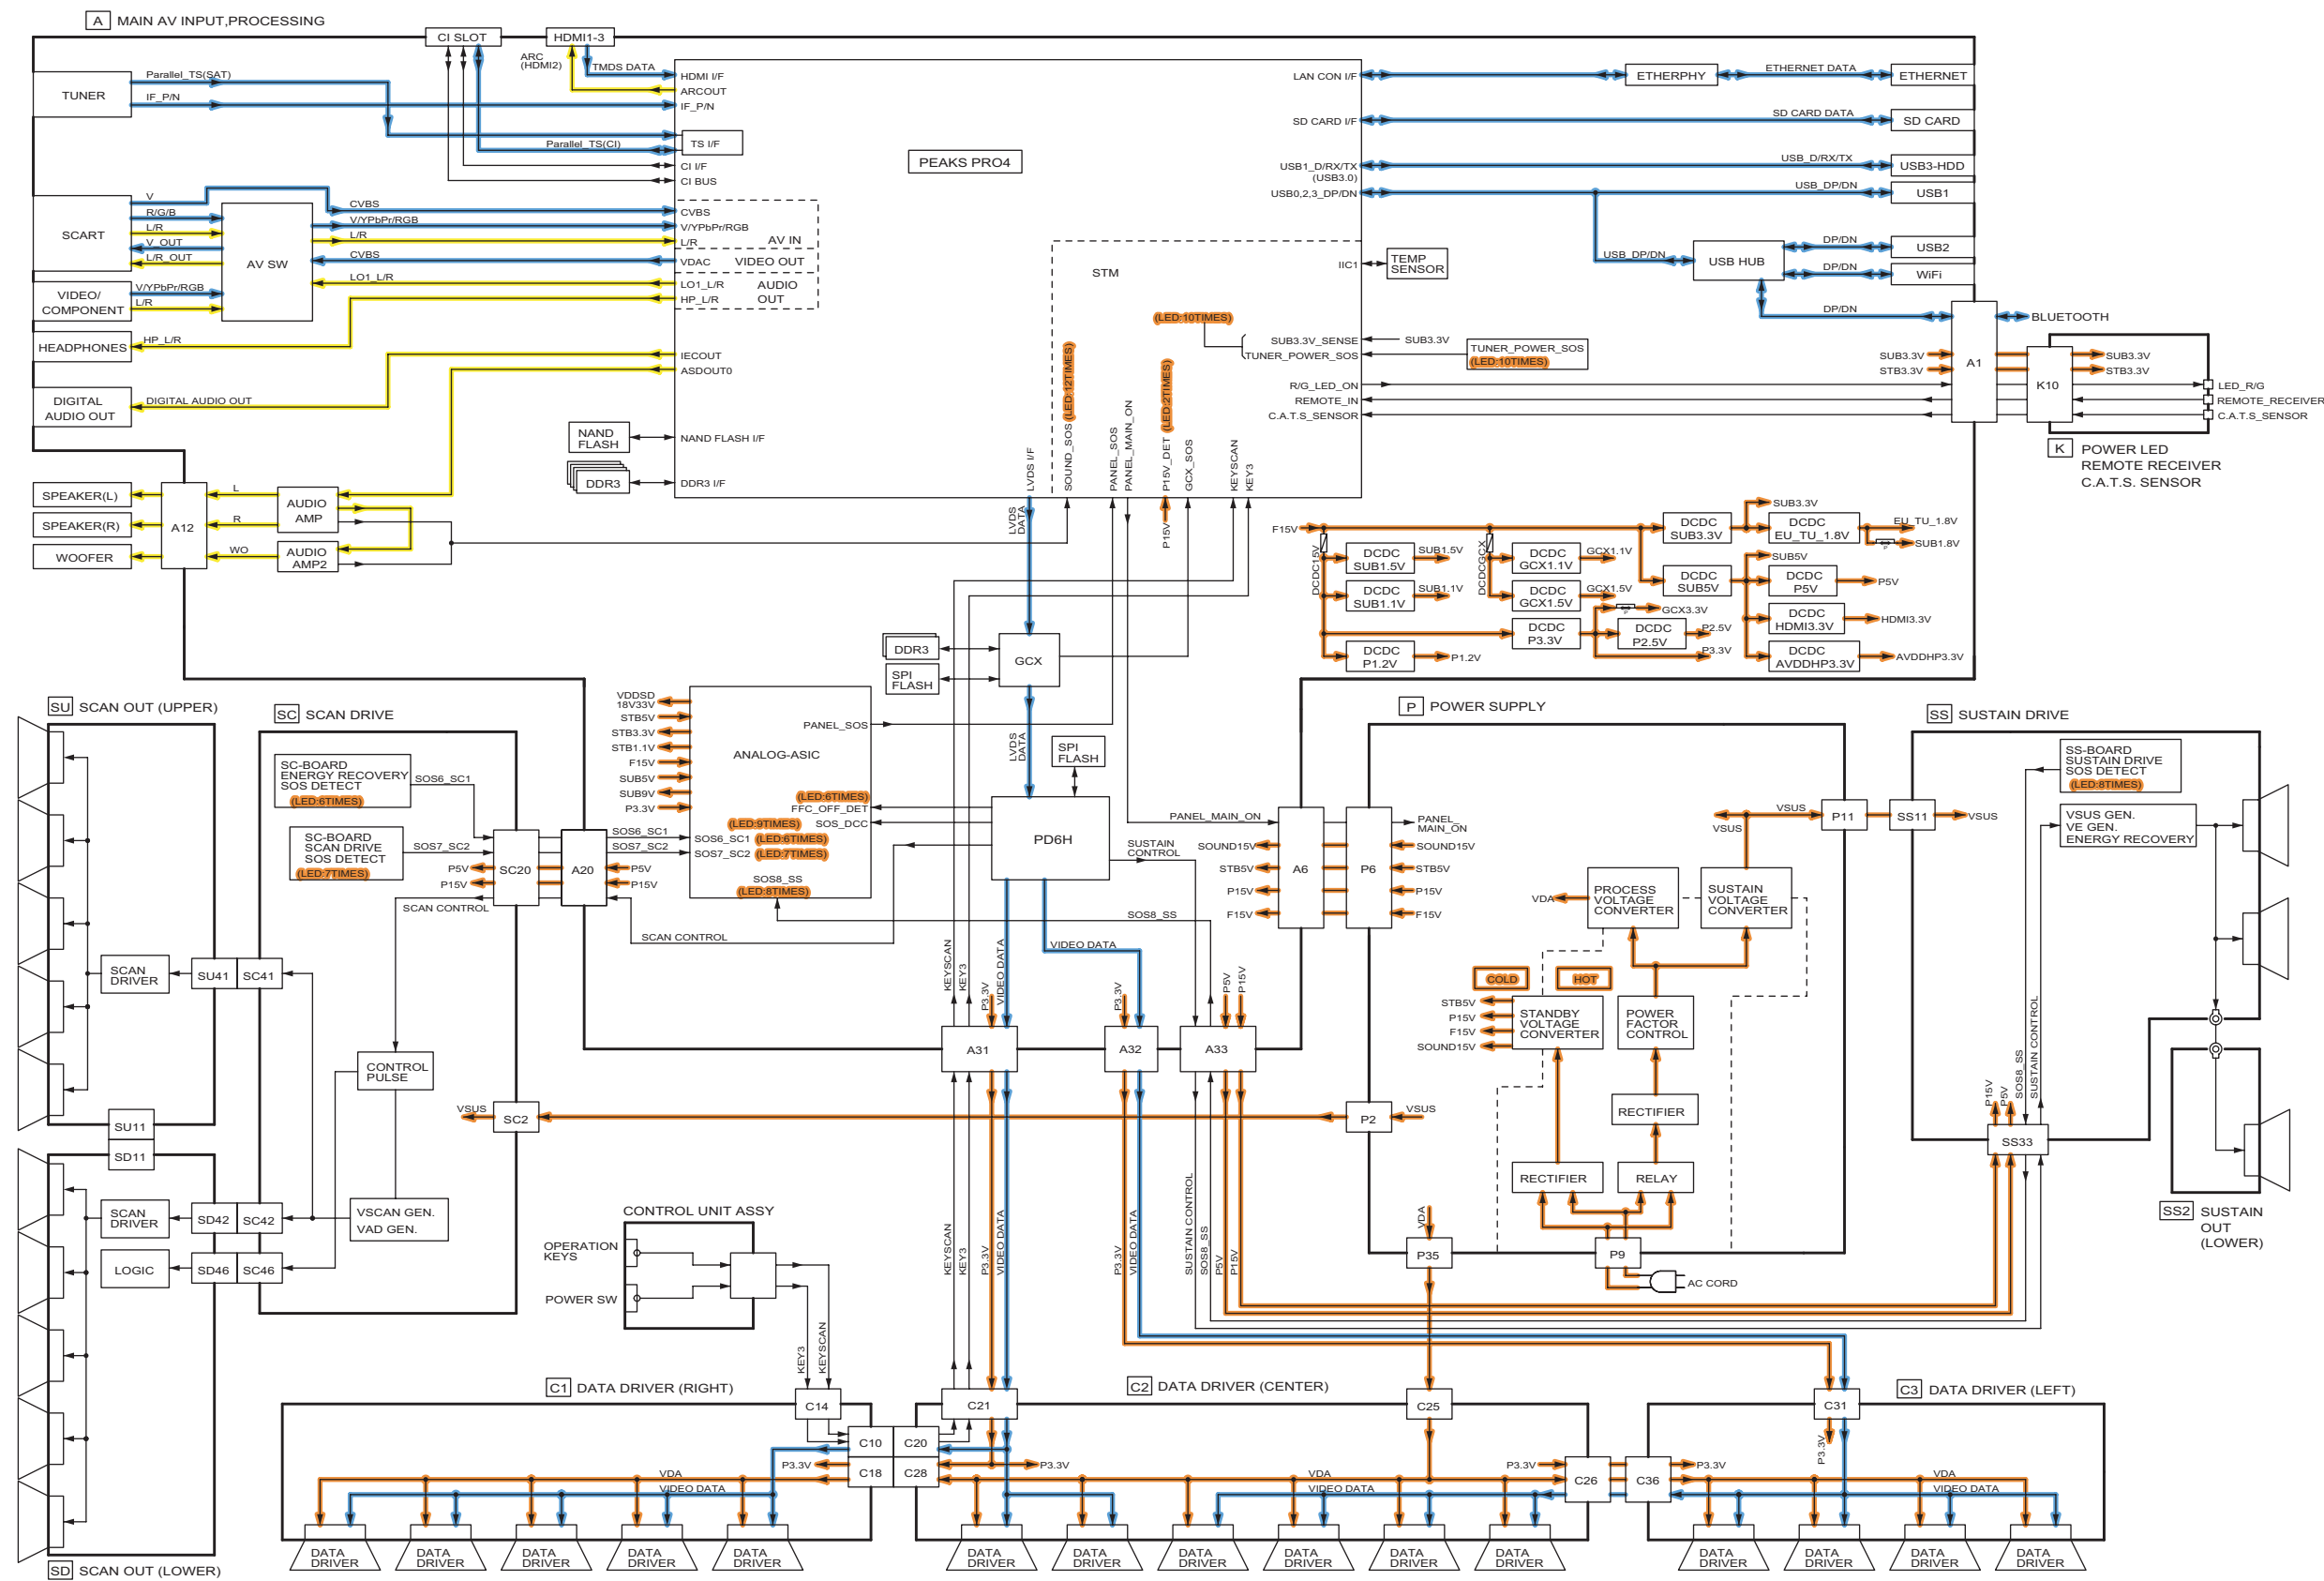 A MAIN AV INPUT,PROCESSING
CI SLOT
HDMI1-3
ARC
(HDMI2)
TMDS DATA
TUNER
Parallel_TS(SAT)
IF_P/N
Parallel_TS(CI)
HDMI I/F
ARCOUT
IF_P/N
TS I/F
CI I/F
CI BUS
PEAKS PRO4
LAN CON I/F
ETHERPHY
ETHERNET DATA
ETHERNET
SD CARD I/F
SD CARD DATA
SD CARD
USB1_D/RX/TX
(USB3.0)
USB_D/RX/TX
USB3-HDD
USB0,2,3_DP/DN
USB_DP/DN
USB1
SCART
V
R/G/B
L/R
V_OUT
L/R_OUT
AV SW
CVBS
V/YPbPr/RGB
L/R
CVBS
LO1_L/R
CVBS
V/YPbPr/RGB
L/R
AV IN
VDAC
VIDEO OUT
LO1_L/R
AUDIO
HP_L/R
OUT
VIDEO/
COMPONENT
V/YPbPr/RGB
L/R
HEADPHONES
HP_L/R
DIGITAL
AUDIO OUT
DIGITAL AUDIO OUT
IECOUT
ASDOUT0
STM
IIC1
TEMP
SENSOR
USB_DP/DN
USB HUB
DP/DN
USB2
DP/DN
WiFi
DP/DN
BLUETOOTH
(LED:10TIMES)
SUB3.3V_SENSE
SUB3.3V
TUNER_POWER_SOS
TUNER_POWER_SOS
(LED:10TIMES)
R/G_LED_ON
REMOTE_IN
C.A.T.S_SENSOR
SUB3.3V
STB3.3V
A1
K10
SUB3.3V
STB3.3V
LED_R/G
REMOTE_RECEIVER
C.A.T.S_SENSOR
K POWER LED
REMOTE RECEIVER
C.A.T.S. SENSOR
NAND
FLASH
NAND FLASH I/F
DDR3
DDR3 I/F
LVDS I/F
SOUND_SOS (LED:12TIMES)
PANEL_SOS
PANEL_MAIN_ON
P15V_DET (LED:2TIMES)
GCX_SOS
KEYSCAN
KEY3
LVDS
DATA
P15V
SPEAKER(L)
SPEAKER(R)
WOOFER
A12
L
R
WO
AUDIO
AMP
AUDIO
AMP2
F15V
DCDC15V
DCDC
SUB1.5V
SUB1.5V
DCDC
SUB1.1V
SUB1.1V
DCDC
P1.2V
P1.2V
DCDCGCX
DCDC
GCX1.1V
GCX1.1V
DCDC
GCX1.5V
GCX1.5V
GCX3.3V
DCDC
P3.3V
DCDC
P2.5V
P2.5V
P3.3V
DCDC
SUB3.3V
SUB3.3V
DCDC
EU_TU_1.8V
EU_TU_1.8V
SUB1.8V
DCDC
SUB5V
SUB5V
DCDC
P5V
P5V
DCDC
HDMI3.3V
HDMI3.3V
DCDC
AVDDHP3.3V
AVDDHP3.3V
DDR3
SPI
FLASH
GCX
LVDS
DATA
SPI
FLASH
SU SCAN OUT (UPPER)
SC SCAN DRIVE
SC-BOARD
ENERGY RECOVERY
SOS DETECT
(LED:6TIMES)
SOS6_SC1
SC-BOARD
SCAN DRIVE
SOS DETECT
(LED:7TIMES)
SOS7_SC2
P5V
P15V
SCAN CONTROL
SC20
A20
SOS6_SC1
SOS7_SC2
P5V
P15V
SCAN CONTROL
VDDSD
18V33V
STB5V
STB3.3V
STB1.1V
F15V
SUB5V
SUB9V
P3.3V
ANALOG-ASIC
PANEL_SOS
(LED:6TIMES)
FFC_OFF_DET
(LED:9TIMES)
SOS_DCC
SOS6_SC1 (LED:6TIMES)
SOS7_SC2 (LED:7TIMES)
SOS8_SS
(LED:8TIMES)
PD6H
PANEL_MAIN_ON
SUSTAIN
CONTROL
SOS8_SS
VIDEO DATA
SOUND15V
STB5V
P15V
F15V
A6
P6
PANEL_
MAIN_ON
SOUND15V
STB5V
P15V
F15V
P POWER SUPPLY
VSUS
VSUS
P11
SS11
VSUS
VDA
PROCESS
VOLTAGE
CONVERTER
SUSTAIN
VOLTAGE
CONVERTER
COLD
HOT
STB5V
P15V
F15V
SOUND15V
STANDBY
VOLTAGE
CONVERTER
POWER
FACTOR
CONTROL
RECTIFIER
RECTIFIER
RELAY
VDA
P35
P9
AC CORD
P2
VSUS
SS SUSTAIN DRIVE
SS-BOARD
SUSTAIN DRIVE
SOS DETECT
(LED:8TIMES)
VSUS GEN.
VE GEN.
ENERGY RECOVERY
P15V
P5V
SOS8_SS
SUSTAIN CONTROL
SS33
SS2 SUSTAIN
OUT
(LOWER)
SCAN
DRIVER
SU41
SC41
CONTROL
PULSE
SU11
SD11
VSUS
SC2
SCAN
DRIVER
SD42
SC42
VSCAN GEN.
VAD GEN.
LOGIC
SD46
SC46
SD SCAN OUT (LOWER)
KEYSCAN
KEY3
P3.3V
VIDEO DATA
P3.3V
P5V
P15V
A31
A32
A33
CONTROL UNIT ASSY
OPERATION
KEYS
POWER SW
KEY3
KEYSCAN
KEYSCAN
KEY3
P3.3V
VIDEO DATA
P3.3V
VIDEO DATA
SUSTAIN CONTROL
SOS8_SS
P5V
P15V
C1 DATA DRIVER (RIGHT)
C14
C10
C18
P3.3V
VDA
VIDEO DATA
C2 DATA DRIVER (CENTER)
C21
C20
C28
P3.3V
C25
VDA
VIDEO DATA
P3.3V
C26
C3 DATA DRIVER (LEFT)
C31
P3.3V
C36
P3.3V
VDA
VIDEO DATA
DATA
DRIVER
DATA
DRIVER
DATA
DRIVER
DATA
DRIVER
DATA
DRIVER
DATA
DRIVER
DATA
DRIVER
DATA
DRIVER
DATA
DRIVER
DATA
DRIVER
DATA
DRIVER
DATA
DRIVER
DATA
DRIVER
DATA
DRIVER
DATA
DRIVER